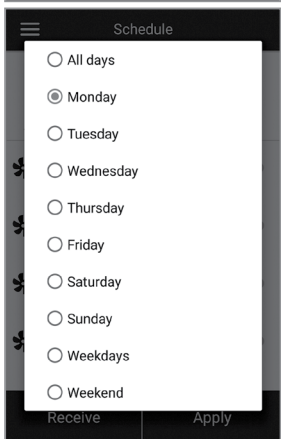 Schedule
All days
Monday
Tuesday
Wednesday
Thursday
Friday
Saturday
Sunday
Weekdays
Weekend
Receive Apply